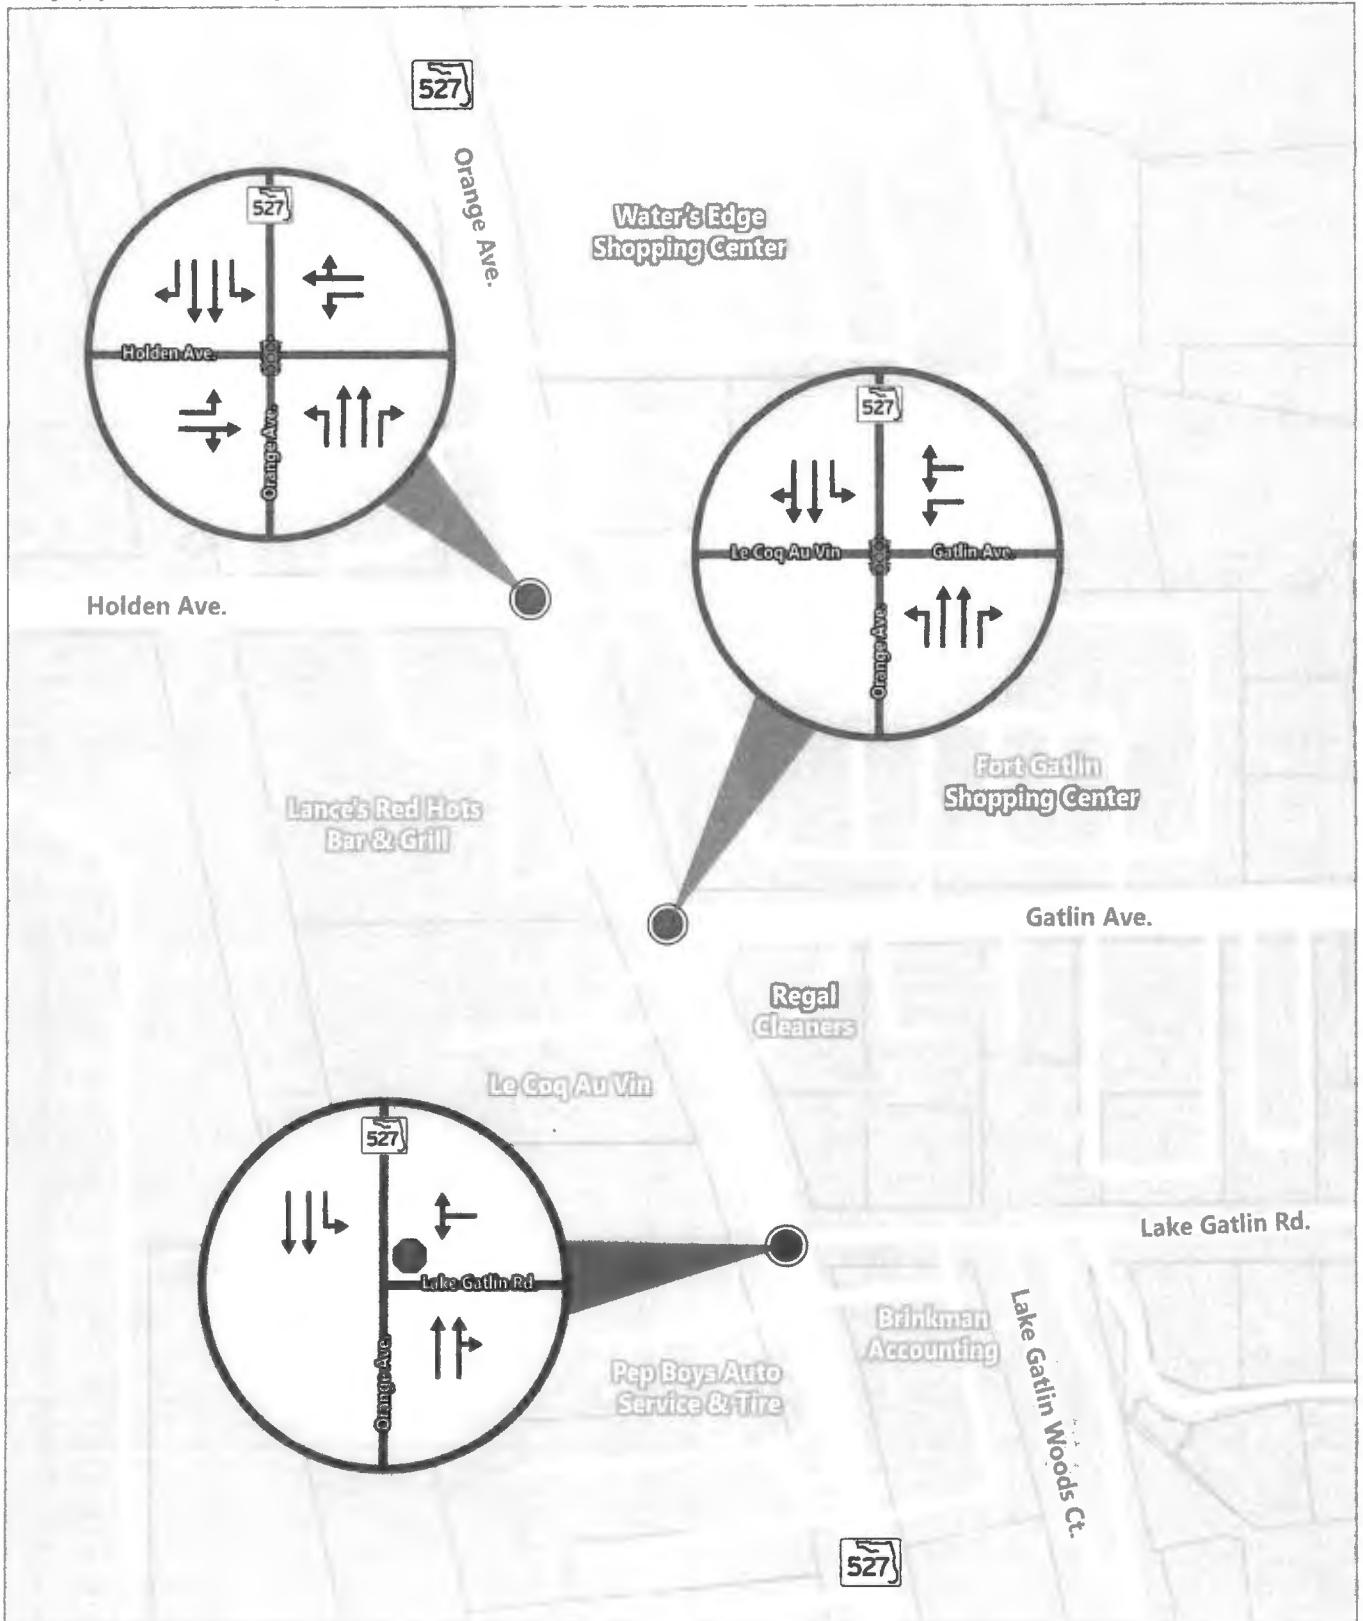 527
Orange Ave.
Water's Edge
Shopping Center
527
Holden Ave.
Orange Ave.
527
Le Coq Au Vin
Gatlin Ave.
Orange Ave.
Holden Ave.
Fort Gatlin
Shopping Center
Lance's Red Hots
Bar & Grill
Gatlin Ave.
Regal
Cleaners
Le Coq Au Vin
527
Lake Gatlin Rd
Orange Ave.
Lake Gatlin Rd.
Brinkman
Accounting
Lake Gatlin Woods Ct.
Pep Boys Auto
Service & Tire
527